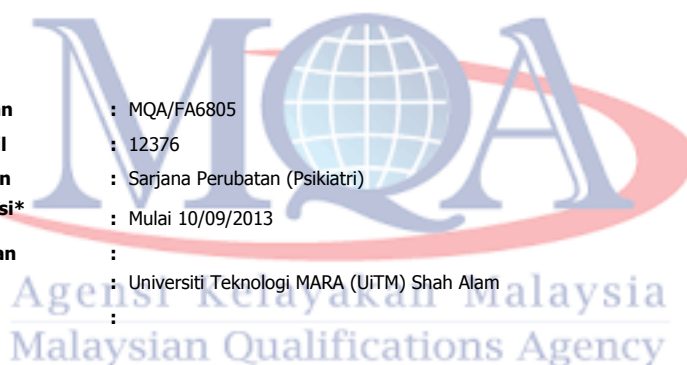 MQA
an : MQA/FA6805
l : 12376
n : Sarjana Perubatan (Psikiatri)
si*
: Mulai 10/09/2013
an :
: Universiti Teknologi MARA (UiTM) Shah Alam
:
Agensi Kelayakan Malaysia
Malaysian Qualifications Agency